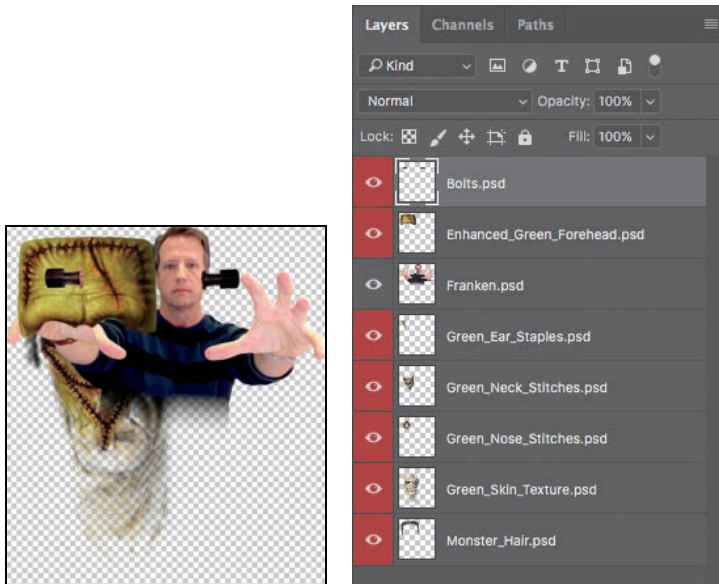 Layers Channels Paths
Kind
Normal Opacity: 100%
Lock: Fill: 100%
Bolts.psd
Enhanced_Green_Forehead.psd
Franken.psd
Green_Ear_Staples.psd
Green_Neck_Stitches.psd
Green_Nose_Stitches.psd
Green_Skin_Texture.psd
Monster_Hair.psd